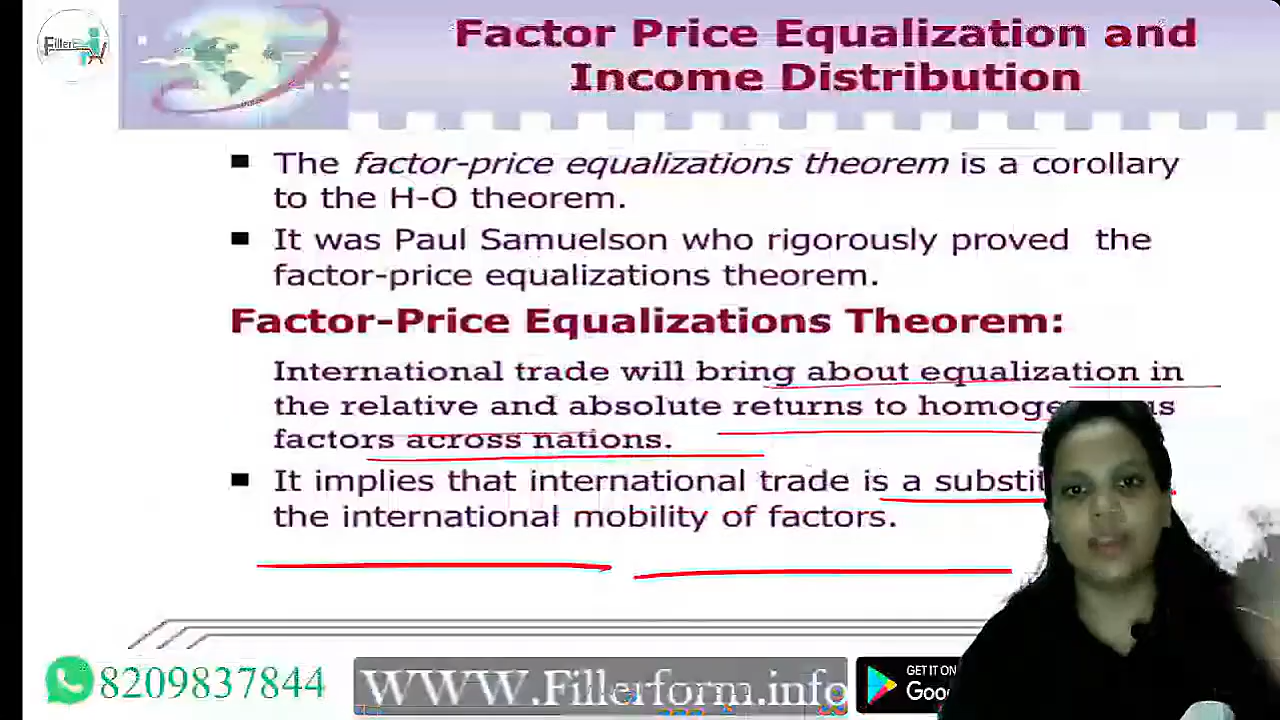 Filler
Factor Price Equalization and
Income Distribution
■ The factor-price equalizations theorem is a corollary
to the H-O theorem.
■ It was Paul Samuelson who rigorously proved the
factor-price equalizations theorem.
Factor-Price Equalizations Theorem:
International trade will bring about equalization in
the relative and absolute returns to
factors across nations.
■ It implies that international trade is a
the international mobility of factors.
8209837844
WWW.Fillerform.info
GET IT ON
Goo